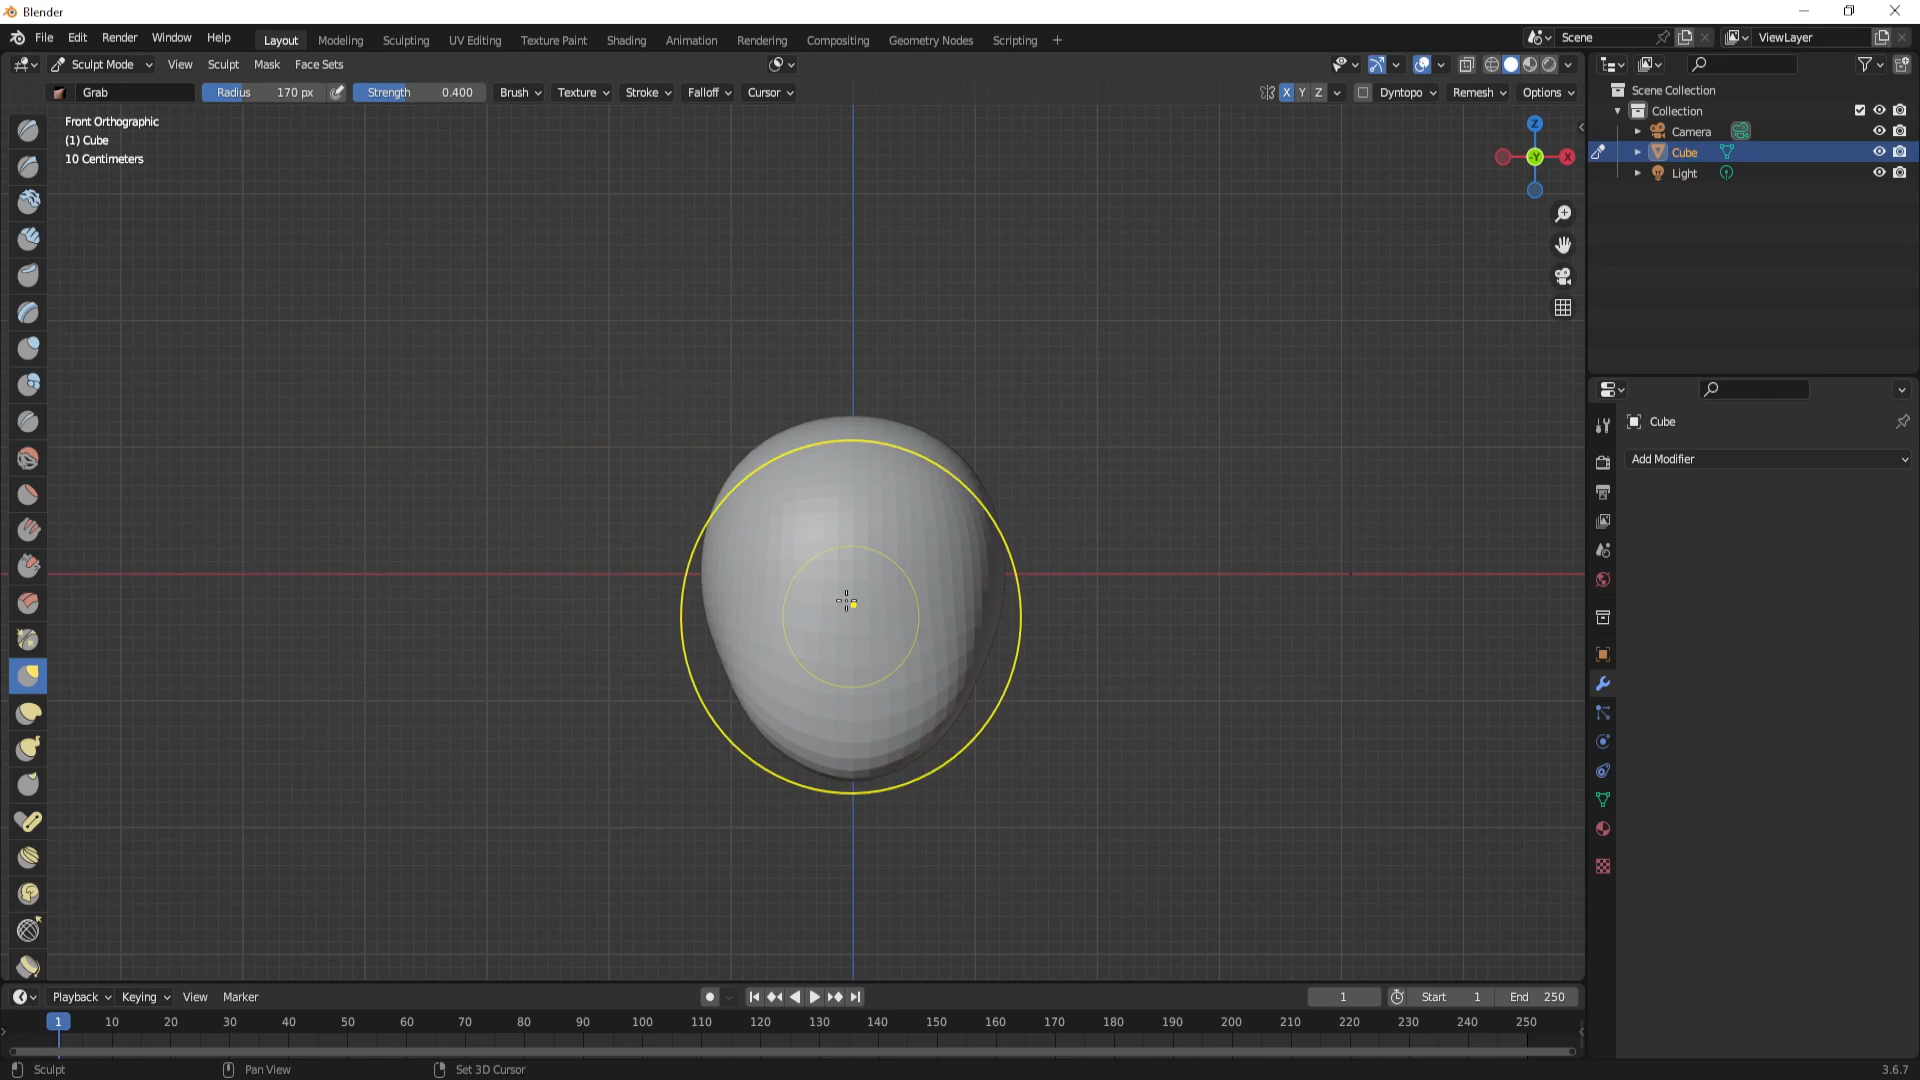 Blender
File Edit Render Window Help Layout Modeling Sculpting UV Editing Texture Paint Shading Animation Rendering Compositing Geometry Nodes Scripting + Scene ViewLayer
Sculpt Mode View Sculpt Mask Face Sets
Grab Radius 170 px Strength 0.400 Brush Texture Stroke Falloff Cursor X Y Z Dyntopo Remesh Options
Front Orthographic
(1) Cube
10 Centimeters
Z
-Y X
Scene Collection
Collection
Camera
Cube
Light
Cube
Add Modifier
Playback Keying View Marker 1 Start 1 End 250
1 10 20 30 40 50 60 70 80 90 100 110 120 130 140 150 160 170 180 190 200 210 220 230 240 250
Sculpt Pan View Set 3D Cursor 3.6.7